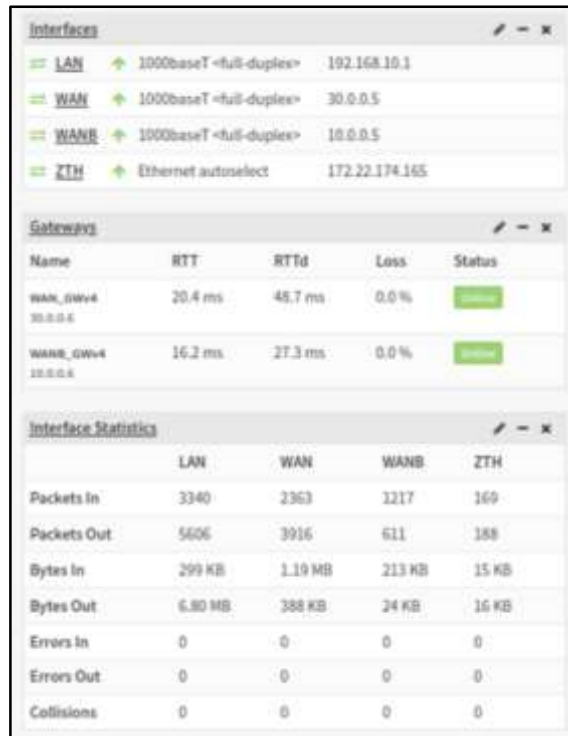 Interfaces
LAN 1000baseT <full-duplex> 192.168.10.1
WAN 1000baseT <full-duplex> 30.0.0.5
WANB 1000baseT <full-duplex> 10.0.0.5
ZTH Ethernet autoselect 172.22.174.165
Gateways
Name RTT RTTd Loss Status
WAN_GWv4 20.4 ms 48.7 ms 0.0 % Online
30.0.0.6
WANB_GWv4 16.2 ms 27.3 ms 0.0 % Online
10.0.0.6
Interface Statistics
LAN WAN WANB ZTH
Packets In 3340 2363 1217 169
Packets Out 5606 3916 611 188
Bytes In 299 KB 1.19 MB 213 KB 15 KB
Bytes Out 6.80 MB 388 KB 24 KB 16 KB
Errors In 0 0 0 0
Errors Out 0 0 0 0
Collisions 0 0 0 0